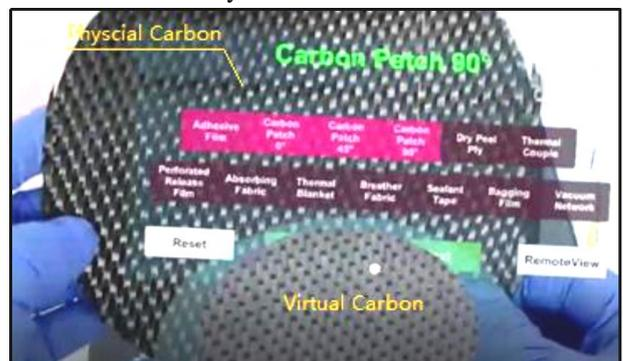 Physcial Carbon
Carbon Patch 90°
Adhesive Film
Carbon Patch 0°
Carbon Patch 45°
Carbon Patch 90°
Dry Peel Ply
Thermal Couple
Perforated Release Film
Absorbing Fabric
Thermal Blanket
Breather Fabric
Sealant Tape
Bagging Film
Vacuum Network
Reset
RemoteView
Virtual Carbon